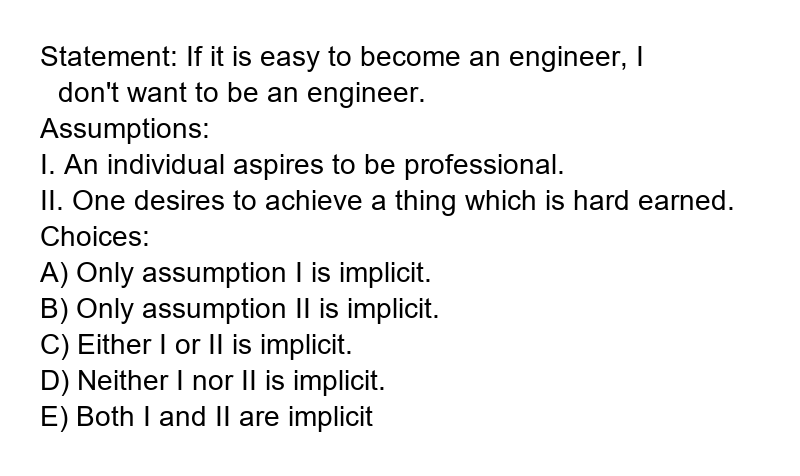 Statement: If it is easy to become an engineer, I
don't want to be an engineer.
Assumptions:
I. An individual aspires to be professional.
II. One desires to achieve a thing which is hard earned.
Choices:
A) Only assumption I is implicit.
B) Only assumption II is implicit.
C) Either I or II is implicit.
D) Neither I nor II is implicit.
E) Both I and II are implicit